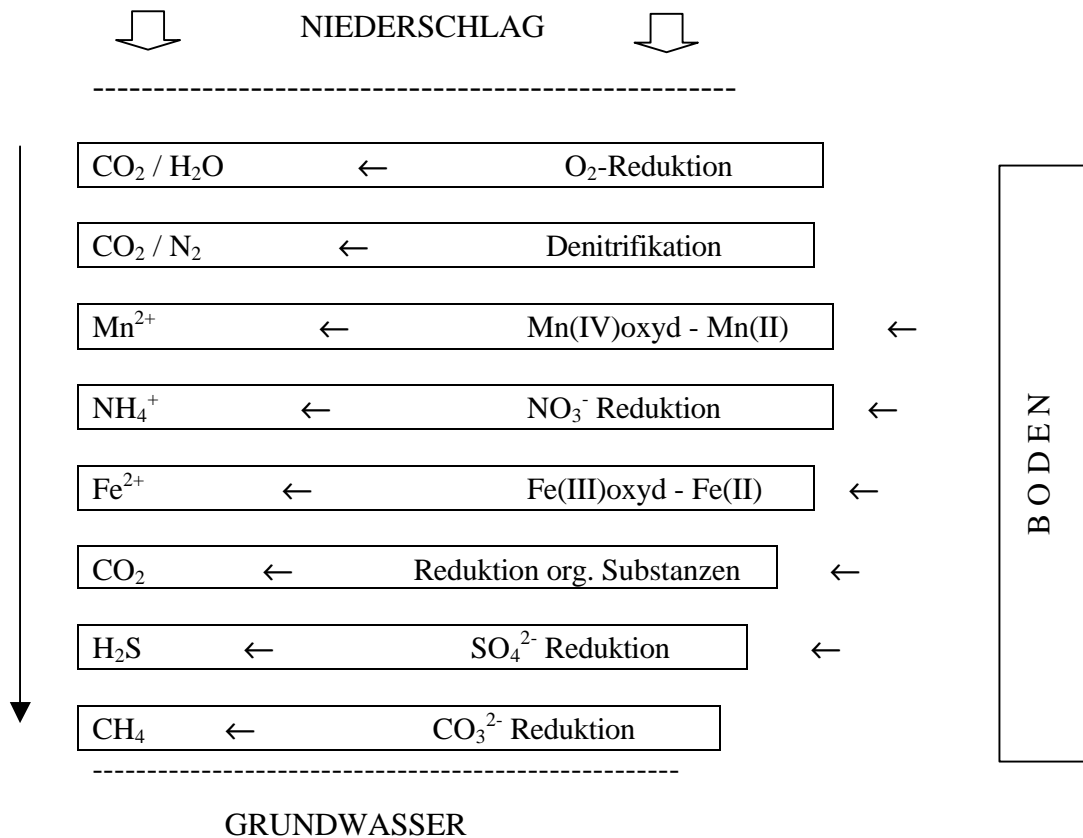 NIEDERSCHLAG
CO₂ / H₂O ← O₂-Reduktion
CO₂ / N₂ ← Denitrifikation
Mn²⁺ ← Mn(IV)oxyd - Mn(II) ←
NH₄⁺ ← NO₃⁻ Reduktion ←
Fe²⁺ ← Fe(III)oxyd - Fe(II) ←
CO₂ ← Reduktion org. Substanzen ←
H₂S ← SO₄²⁻ Reduktion ←
CH₄ ← CO₃²⁻ Reduktion
GRUNDWASSER
BODEN